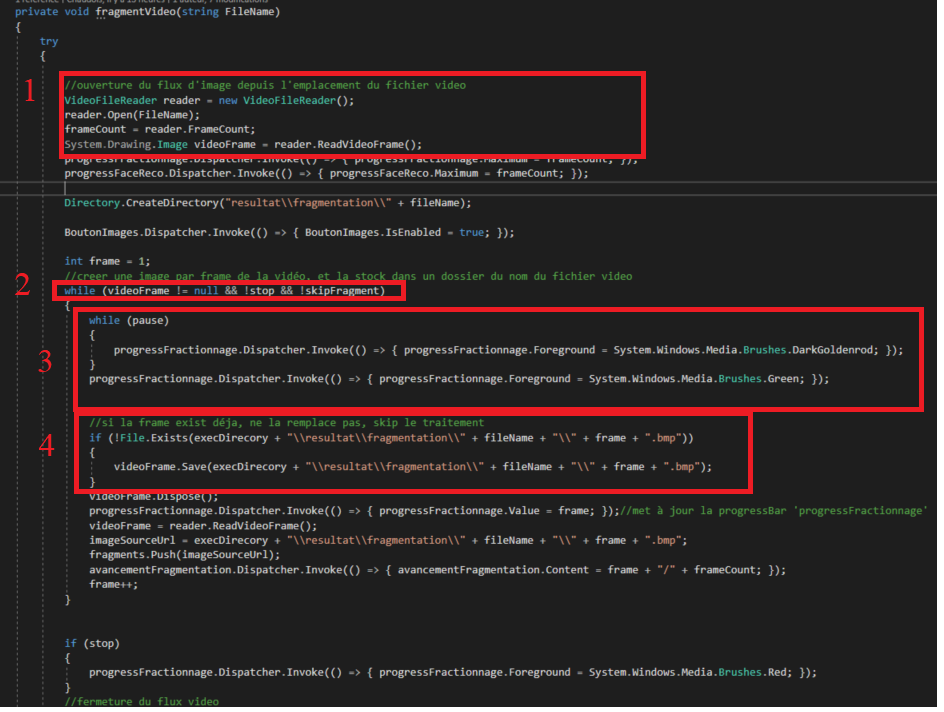 private void fragmentVideo(string FileName)
{
try
{
1
//ouverture du flux d'image depuis l'emplacement du fichier video
VideoFileReader reader = new VideoFileReader();
reader.Open(FileName);
frameCount = reader.FrameCount;
System.Drawing.Image videoFrame = reader.ReadVideoFrame();
progressFractionnage.Dispatcher.Invoke(() => { progressFractionnage.Maximum = frameCount; });
progressFaceReco.Dispatcher.Invoke(() => { progressFaceReco.Maximum = frameCount; });
Directory.CreateDirectory("resultat\\fragmentation\\" + fileName);
BoutonImages.Dispatcher.Invoke(() => { BoutonImages.IsEnabled = true; });
int frame = 1;
//creer une image par frame de la vidéo, et la stock dans un dossier du nom du fichier video
2
while (videoFrame != null && !stop && !skipFragment)
{
while (pause)
{
3
progressFractionnage.Dispatcher.Invoke(() => { progressFractionnage.Foreground = System.Windows.Media.Brushes.DarkGoldenrod; });
}
progressFractionnage.Dispatcher.Invoke(() => { progressFractionnage.Foreground = System.Windows.Media.Brushes.Green; });
//si la frame exist déja, ne la remplace pas, skip le traitement
4
if (!File.Exists(execDirecory + "\\resultat\\fragmentation\\" + fileName + "\\" + frame + ".bmp"))
{
videoFrame.Save(execDirecory + "\\resultat\\fragmentation\\" + fileName + "\\" + frame + ".bmp");
}
videoFrame.Dispose();
progressFractionnage.Dispatcher.Invoke(() => { progressFractionnage.Value = frame; });//met à jour la progressBar 'progressFractionnage'
videoFrame = reader.ReadVideoFrame();
imageSourceUrl = execDirecory + "\\resultat\\fragmentation\\" + fileName + "\\" + frame + ".bmp";
fragments.Push(imageSourceUrl);
avancementFragmentation.Dispatcher.Invoke(() => { avancementFragmentation.Content = frame + "/" + frameCount; });
frame++;
}
if (stop)
{
progressFractionnage.Dispatcher.Invoke(() => { progressFractionnage.Foreground = System.Windows.Media.Brushes.Red; });
}
//fermeture du flux video